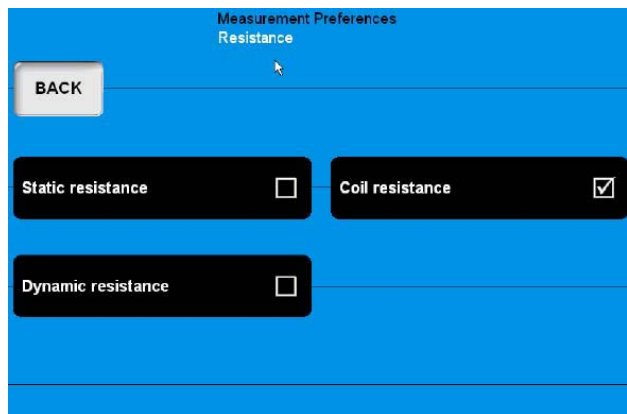 Measurement Preferences
Resistance
BACK
Static resistance
Coil resistance
Dynamic resistance